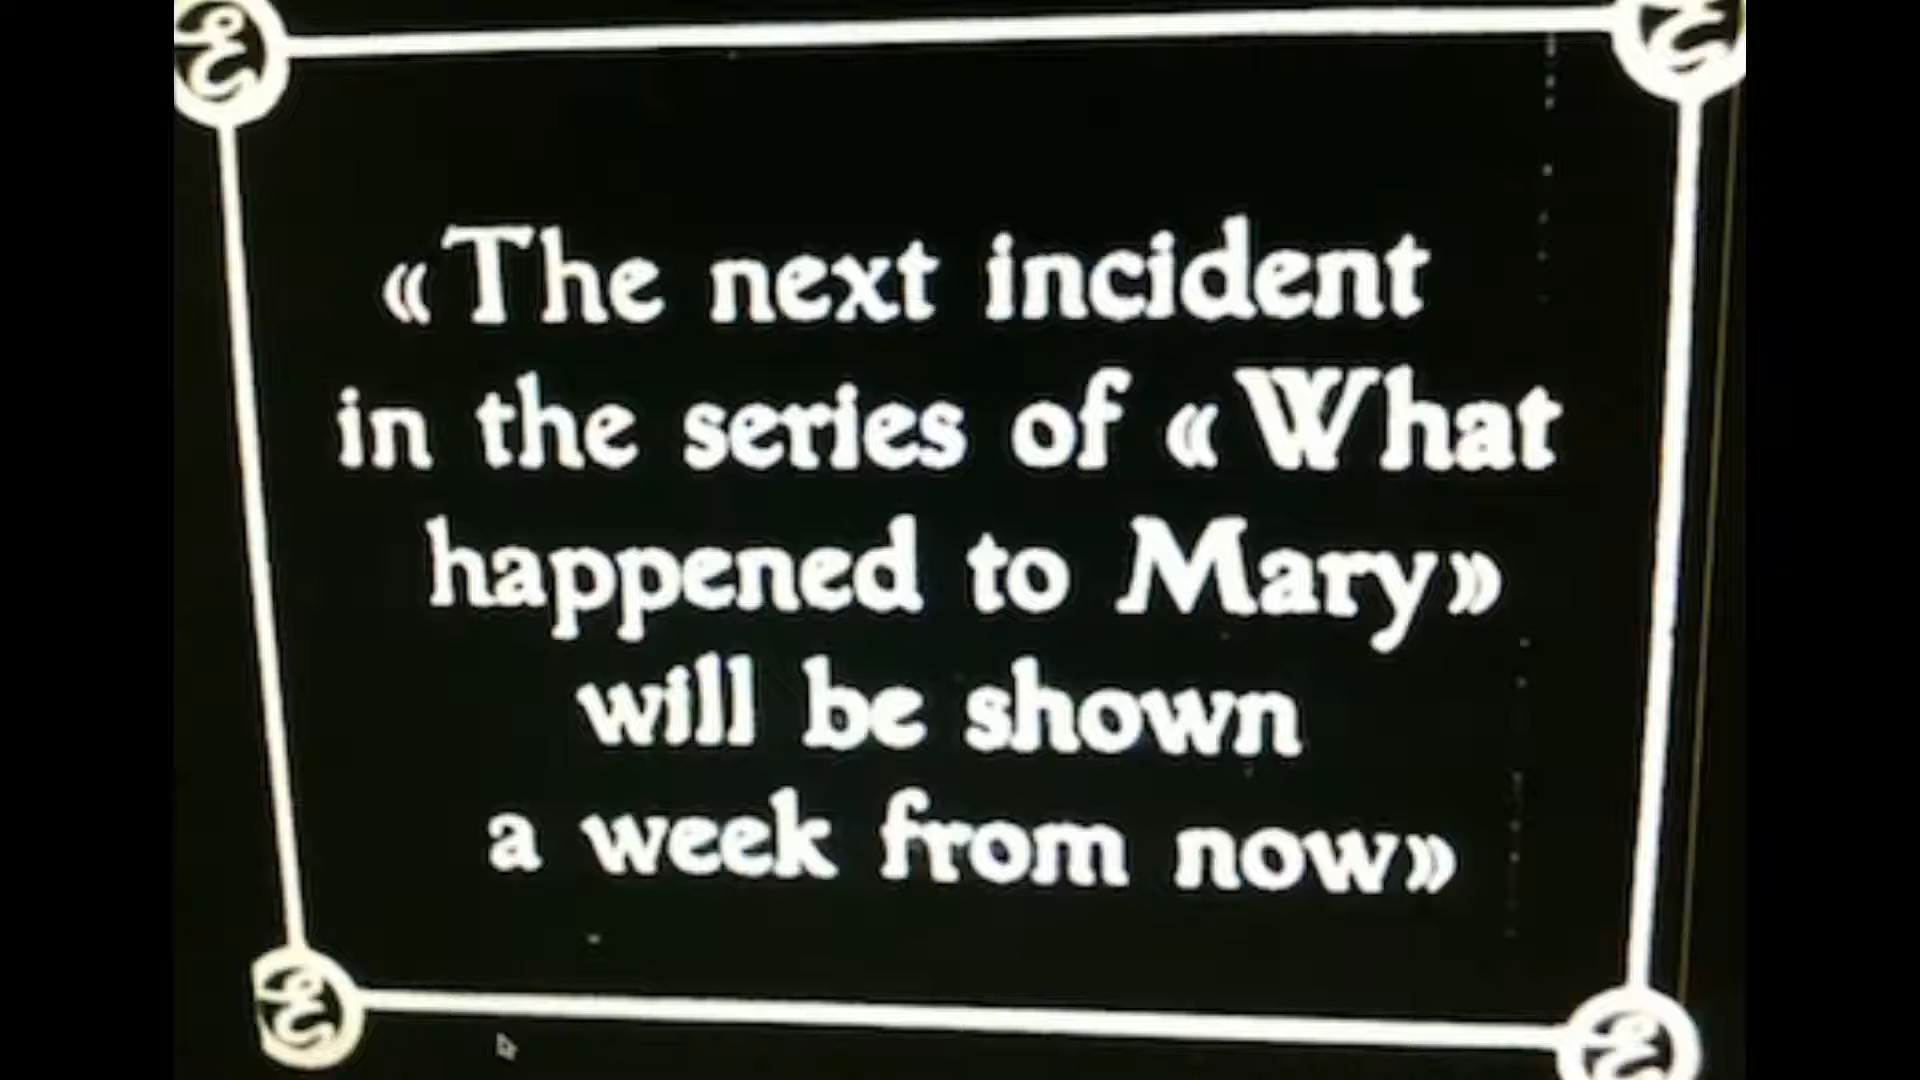 «The next incident
in the series of «What
happened to Mary»
will be shown
a week from now»